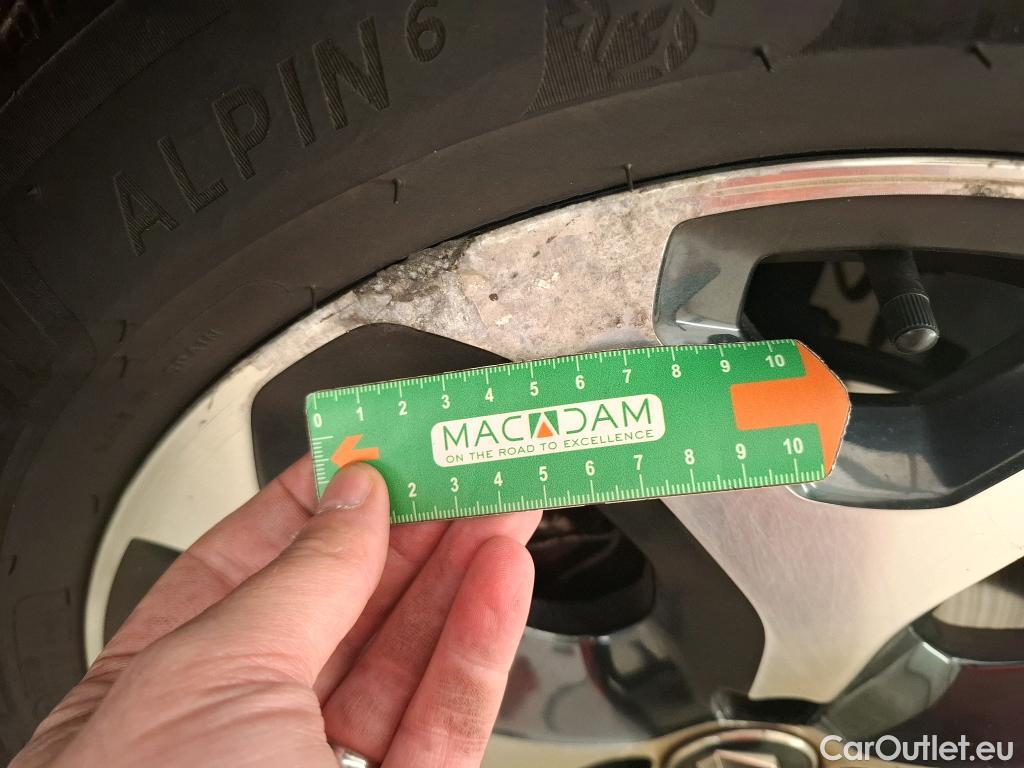 ALPIN 6
0 1 2 3 4 5 6 7 8 9 10
MACADAM
ON THE ROAD TO EXCELLENCE
2 3 4 5 6 7 8 9 10
CarOutlet.eu